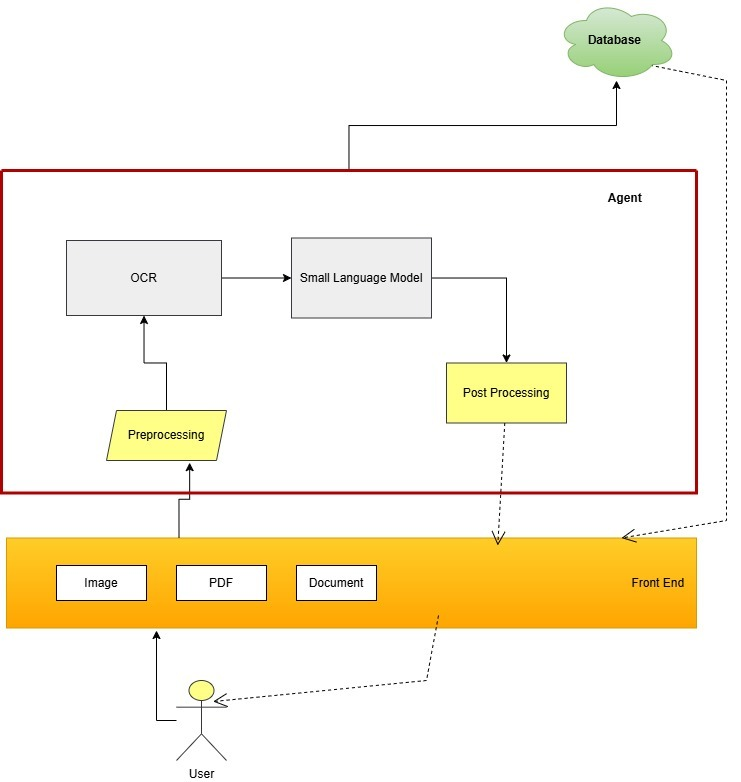 Database
Agent
OCR
Small Language Model
Post Processing
Preprocessing
Image
PDF
Document
Front End
User